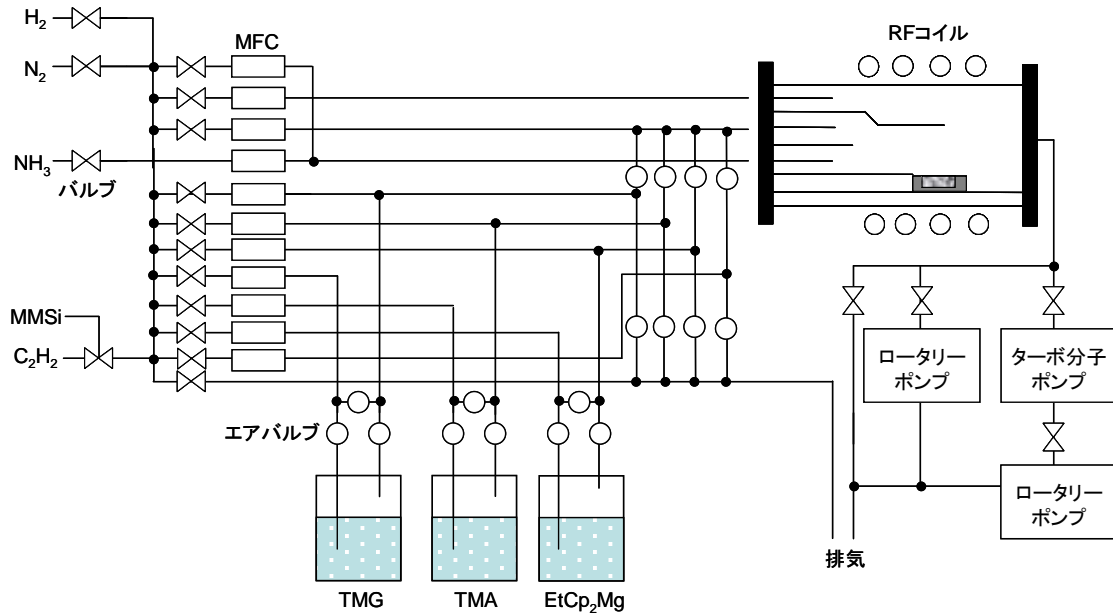 H₂
MFC
RFコイル
N₂
NH₃
バルブ
MMSi
C₂H₂
ロータリー
ポンプ
ターボ分子
ポンプ
エアバルブ
ロータリー
ポンプ
排気
TMG
TMA
EtCp₂Mg